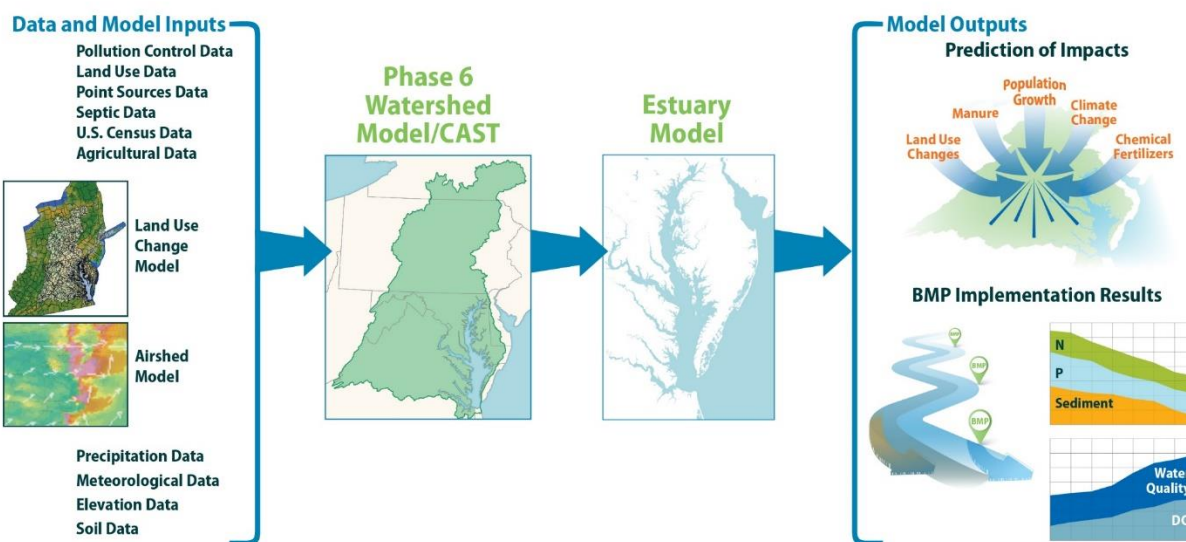 Data and Model Inputs
Pollution Control Data
Land Use Data
Point Sources Data
Septic Data
U.S. Census Data
Agricultural Data
Land Use
Change
Model
Airshed
Model
Precipitation Data
Meteorological Data
Elevation Data
Soil Data
Phase 6
Watershed
Model/CAST
Estuary
Model
Model Outputs
Prediction of Impacts
Population
Growth
Manure
Climate
Change
Land Use
Changes
Chemical
Fertilizers
BMP Implementation Results
BMP
BMP
BMP
N
P
Sediment
Water
Quality
DO